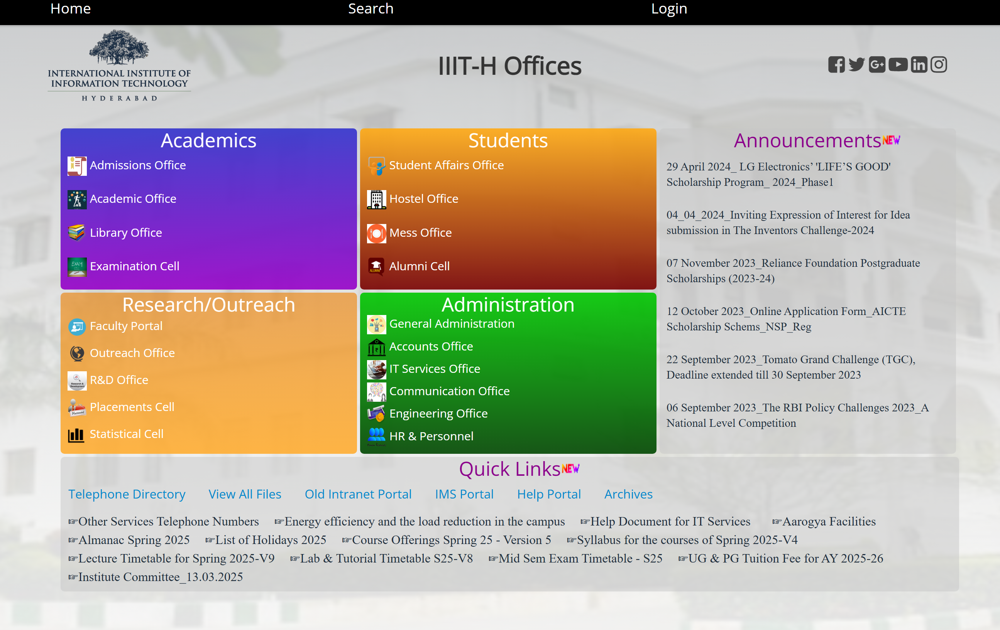 Home
Search
Login
INTERNATIONAL INSTITUTE OF
INFORMATION TECHNOLOGY
HYDERABAD
IIIT-H Offices
Academics
Admissions Office
Academic Office
Library Office
EXAM
CELL
Examination Cell
Students
Student Affairs Office
HOSTEL
Hostel Office
Mess Office
ALUMNI
Alumni Cell
Announcements NEW
29 April 2024_ LG Electronics’ 'LIFE’S GOOD'
Scholarship Program_ 2024_Phase1
04_04_2024_Inviting Expression of Interest for Idea
submission in The Inventors Challenge-2024
07 November 2023_Reliance Foundation Postgraduate
Scholarships (2023-24)
12 October 2023_Online Application Form_AICTE
Scholarship Schems_NSP_Reg
22 September 2023_Tomato Grand Challenge (TGC),
Deadline extended till 30 September 2023
06 September 2023_The RBI Policy Challenges 2023_A
National Level Competition
Research/Outreach
Faculty Portal
Outreach Office
Research &
Development
R&D Office
Placement
Placements Cell
Statistical Cell
Administration
General Administration
₹
Accounts Office
IT Services Office
Communication Office
Engineering Office
HR & Personnel
Quick Links NEW
Telephone Directory View All Files Old Intranet Portal IMS Portal Help Portal Archives
☞Other Services Telephone Numbers ☞Energy efficiency and the load reduction in the campus ☞Help Document for IT Services ☞Aarogya Facilities
☞Almanac Spring 2025 ☞List of Holidays 2025 ☞Course Offerings Spring 25 - Version 5 ☞Syllabus for the courses of Spring 2025-V4
☞Lecture Timetable for Spring 2025-V9 ☞Lab & Tutorial Timetable S25-V8 ☞Mid Sem Exam Timetable - S25 ☞UG & PG Tuition Fee for AY 2025-26
☞Institute Committee_13.03.2025